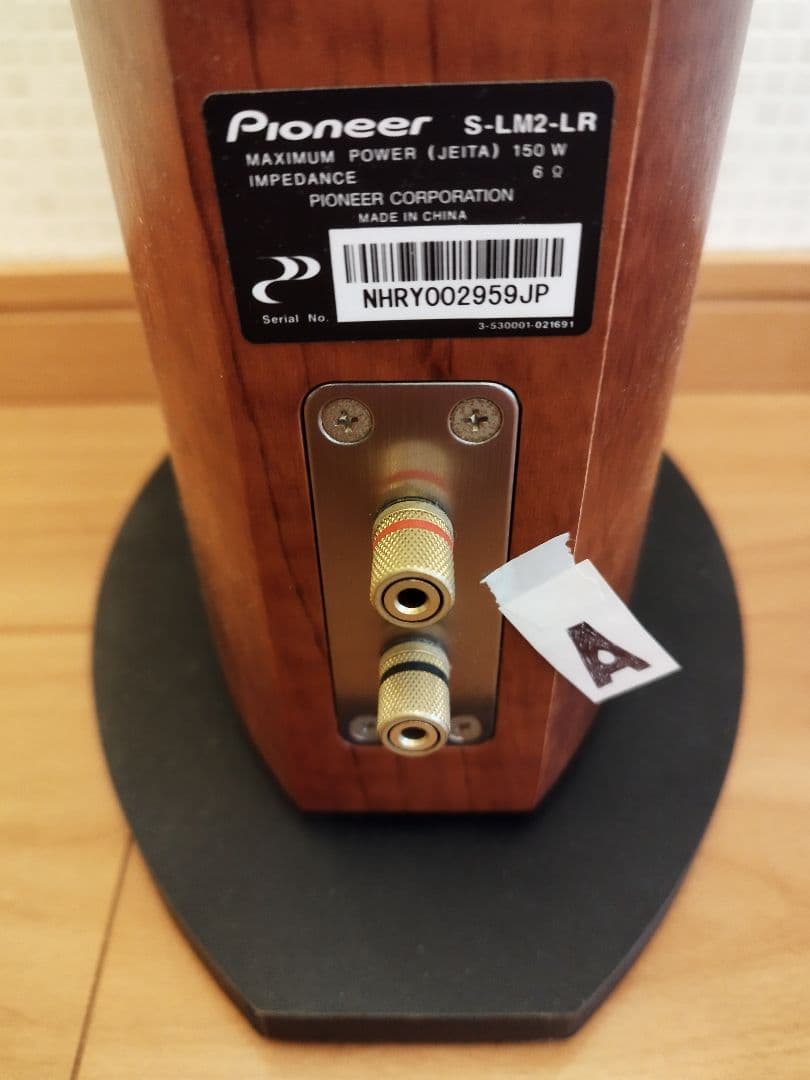 Pioneer S-LM2-LR
MAXIMUM POWER (JEITA) 150 W
IMPEDANCE 6 Ω
PIONEER CORPORATION
MADE IN CHINA
NHRY002959JP
Serial No.
3-530001-021691
A